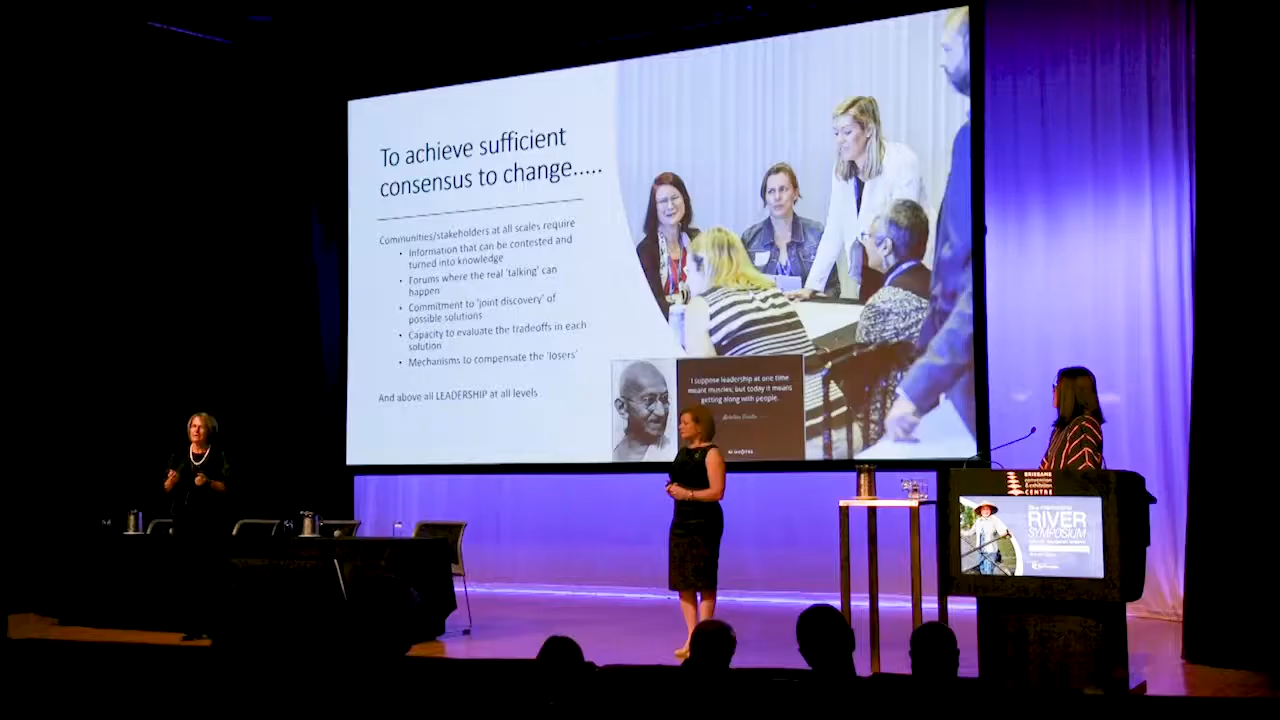 To achieve sufficient
consensus to change.....
Communities/stakeholders at all scales require
• Information that can be contested and
turned into knowledge
• Forums where the real 'talking' can
happen
• Commitment to 'joint discovery' of
possible solutions
• Capacity to evaluate the tradeoffs in each
solution
• Mechanisms to compensate the 'losers'
And above all LEADERSHIP at all levels
I suppose leadership at one time
meant muscles; but today it means
getting along with people.
BRISBANE
convention
& exhibition
CENTRE
RIVER
SYMPOSIUM